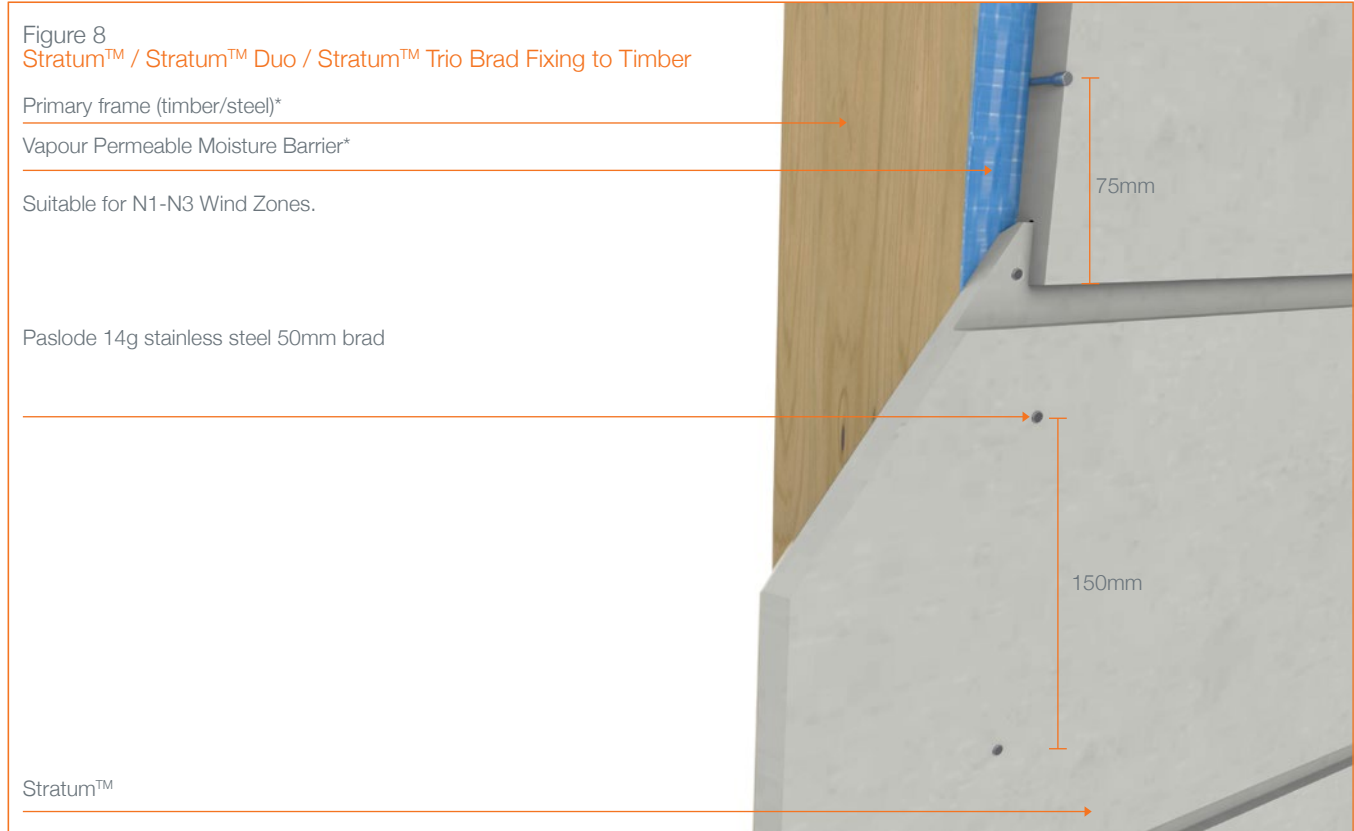 Figure 8
Stratum™ / Stratum™ Duo / Stratum™ Trio Brad Fixing to Timber
Primary frame (timber/steel)*
Vapour Permeable Moisture Barrier*
75mm
Suitable for N1-N3 Wind Zones.
Paslode 14g stainless steel 50mm brad
150mm
Stratum™